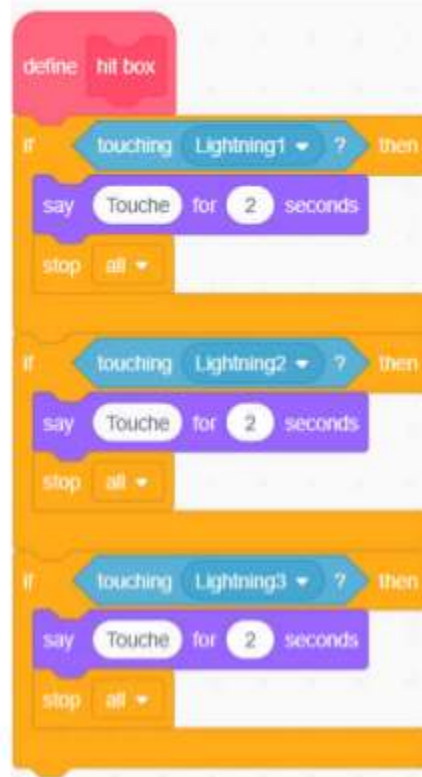 define hit box
if touching Lightning1 ? then
say Touche for 2 seconds
stop all
if touching Lightning2 ? then
say Touche for 2 seconds
stop all
if touching Lightning3 ? then
say Touche for 2 seconds
stop all